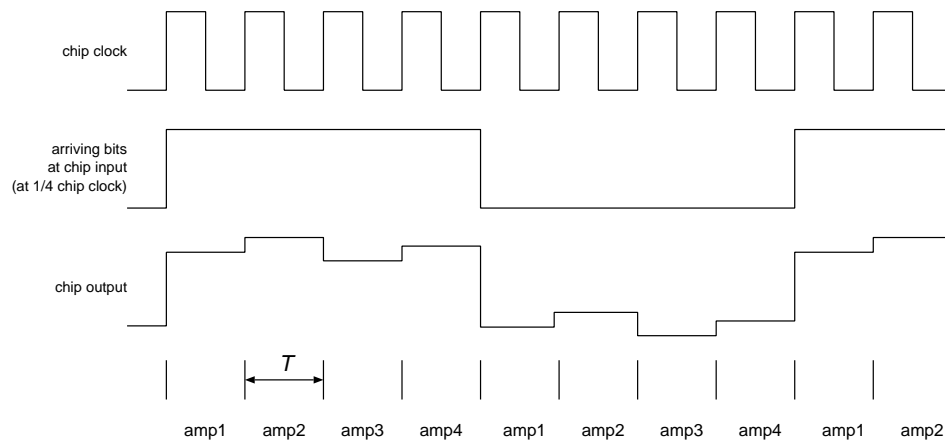 chip clock
arriving bits
at chip input
(at 1/4 chip clock)
chip output
T
amp1 amp2 amp3 amp4 amp1 amp2 amp3 amp4 amp1 amp2